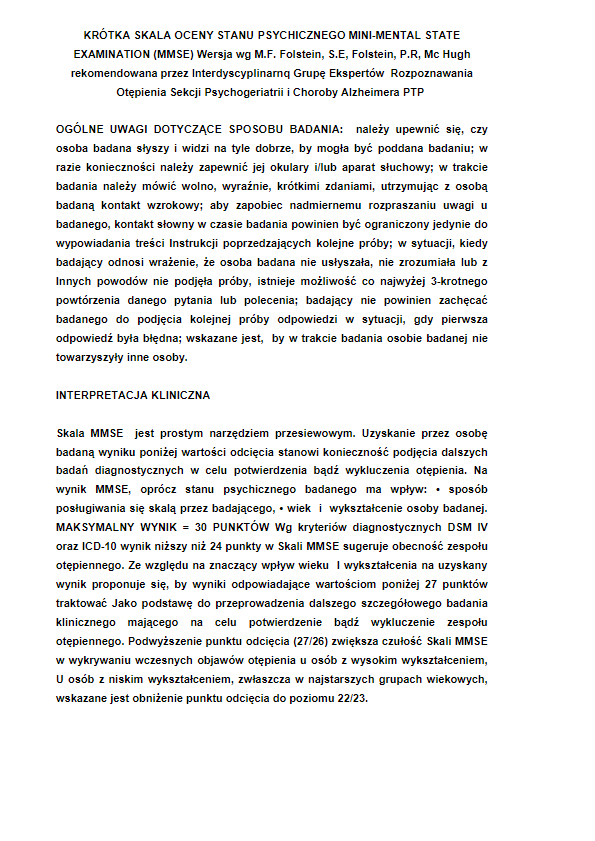 KRÓTKA SKALA OCENY STANU PSYCHICZNEGO MINI-MENTAL STATE
EXAMINATION (MMSE) Wersja wg M.F. Folstein, S.E, Folstein, P.R, Mc Hugh
rekomendowana przez Interdyscyplinarnq Grupę Ekspertów Rozpoznawania
Otępienia Sekcji Psychogeriatrii i Choroby Alzheimera PTP
OGÓLNE UWAGI DOTYCZĄCE SPOSOBU BADANIA: należy upewnić się, czy
osoba badana słyszy i widzi na tyle dobrze, by mogła być poddana badaniu; w
razie konieczności należy zapewnić jej okulary i/lub aparat słuchowy; w trakcie
badania należy mówić wolno, wyraźnie, krótkimi zdaniami, utrzymując z osobą
badaną kontakt wzrokowy; aby zapobiec nadmiernemu rozpraszaniu uwagi u
badanego, kontakt słowny w czasie badania powinien być ograniczony jedynie do
wypowiadania treści Instrukcji poprzedzających kolejne próby; w sytuacji, kiedy
badający odnosi wrażenie, że osoba badana nie usłyszała, nie zrozumiała lub z
Innych powodów nie podjęła próby, istnieje możliwość co najwyżej 3-krotnego
powtórzenia danego pytania lub polecenia; badający nie powinien zachęcać
badanego do podjęcia kolejnej próby odpowiedzi w sytuacji, gdy pierwsza
odpowiedź była błędna; wskazane jest, by w trakcie badania osobie badanej nie
towarzyszyły inne osoby.
INTERPRETACJA KLINICZNA
Skala MMSE jest prostym narzędziem przesiewowym. Uzyskanie przez osobę
badaną wyniku poniżej wartości odcięcia stanowi konieczność podjęcia dalszych
badań diagnostycznych w celu potwierdzenia bądź wykluczenia otępienia. Na
wynik MMSE, oprócz stanu psychicznego badanego ma wpływ: • sposób
posługiwania się skalą przez badającego, • wiek i wykształcenie osoby badanej.
MAKSYMALNY WYNIK = 30 PUNKTÓW Wg kryteriów diagnostycznych DSM IV
oraz ICD-10 wynik niższy niż 24 punkty w Skali MMSE sugeruje obecność zespołu
otępiennego. Ze względu na znaczący wpływ wieku I wykształcenia na uzyskany
wynik proponuje się, by wyniki odpowiadające wartościom poniżej 27 punktów
traktować Jako podstawę do przeprowadzenia dalszego szczegółowego badania
klinicznego mającego na celu potwierdzenie bądź wykluczenie zespołu
otępiennego. Podwyższenie punktu odcięcia (27/26) zwiększa czułość Skali MMSE
w wykrywaniu wczesnych objawów otępienia u osób z wysokim wykształceniem,
U osób z niskim wykształceniem, zwłaszcza w najstarszych grupach wiekowych,
wskazane jest obniżenie punktu odcięcia do poziomu 22/23.